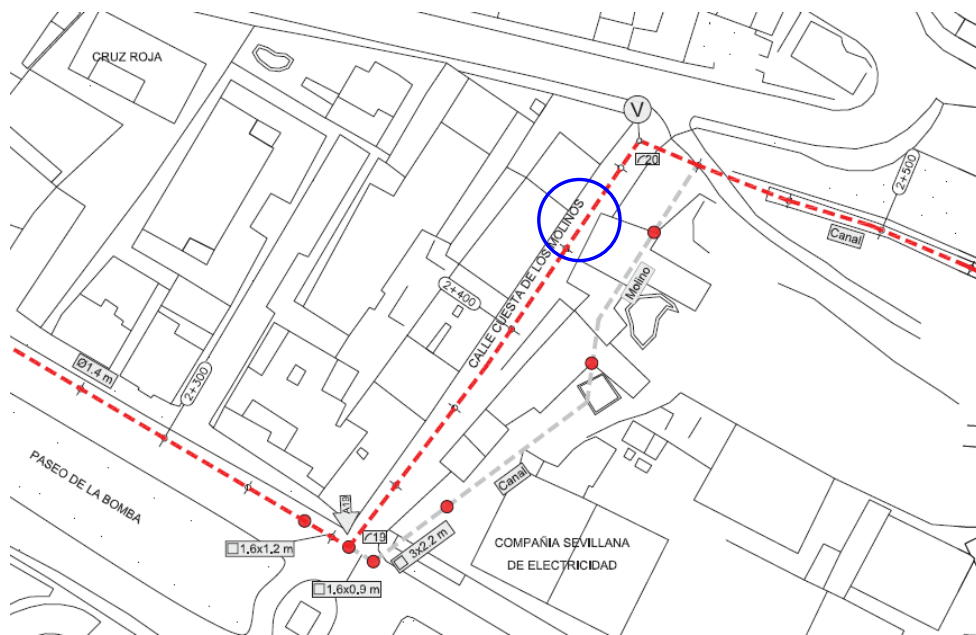 CRUZ ROJA
V
20
2+500
Canal
CALLE CUESTA DE LOS MOLINOS
Molino
2+400
Ø1.4 m
2+300
PASEO DE LA BOMBA
A19
19
Canal
1.6x1.2 m
3x2.2 m
COMPAÑIA SEVILLANA
DE ELECTRICIDAD
1.6x0.9 m